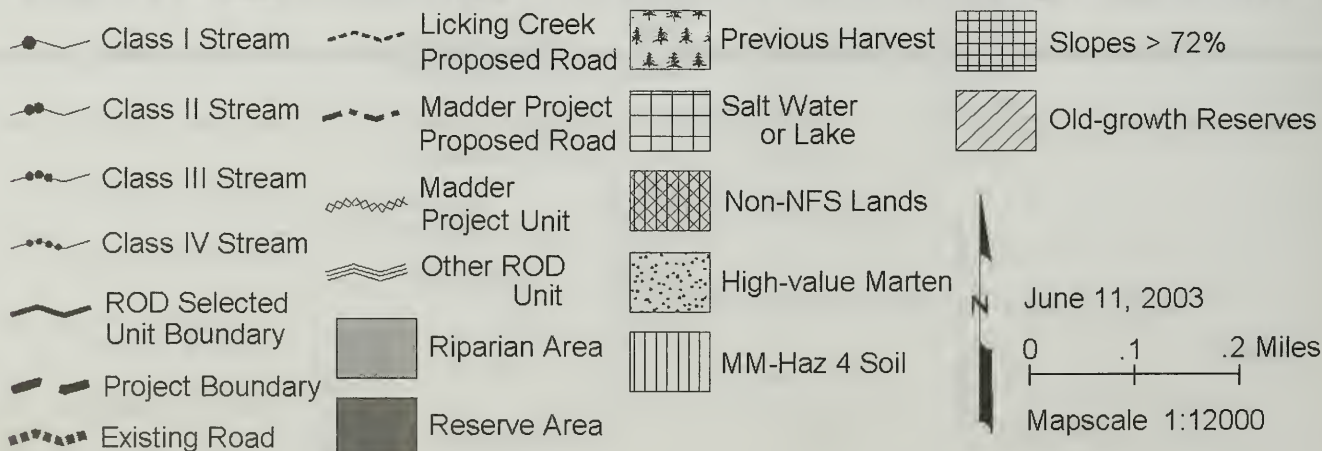 Class I Stream
Class II Stream
Class III Stream
Class IV Stream
ROD Selected
Unit Boundary
Project Boundary
Existing Road
Licking Creek
Proposed Road
Madder Project
Proposed Road
Madder
Project Unit
Other ROD
Unit
Riparian Area
Reserve Area
Previous Harvest
Salt Water
or Lake
Non-NFS Lands
High-value Marten
MM-Haz 4 Soil
Slopes > 72%
Old-growth Reserves
N
June 11, 2003
0 .1 .2 Miles
Mapscale 1:12000